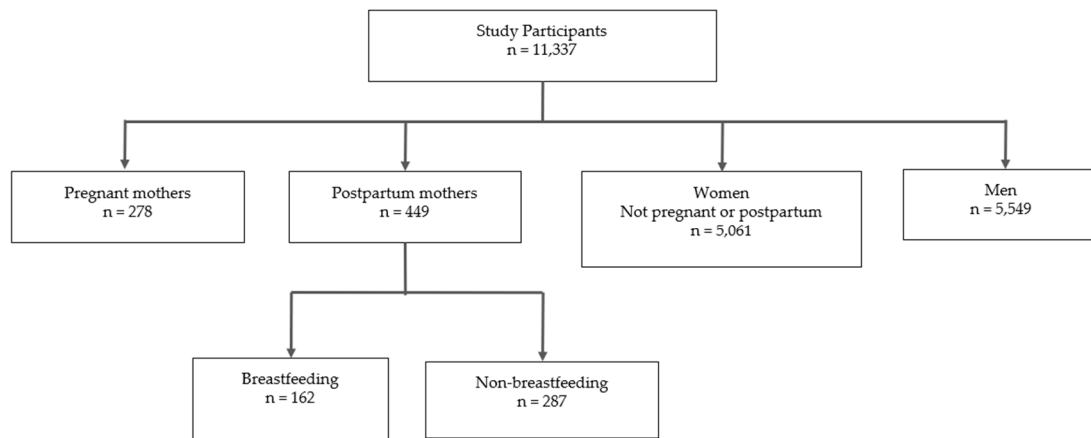 Study Participants
n = 11,337
Pregnant mothers
n = 278
Postpartum mothers
n = 449
Women
Not pregnant or postpartum
n = 5,061
Men
n = 5,549
Breastfeeding
n = 162
Non-breastfeeding
n = 287